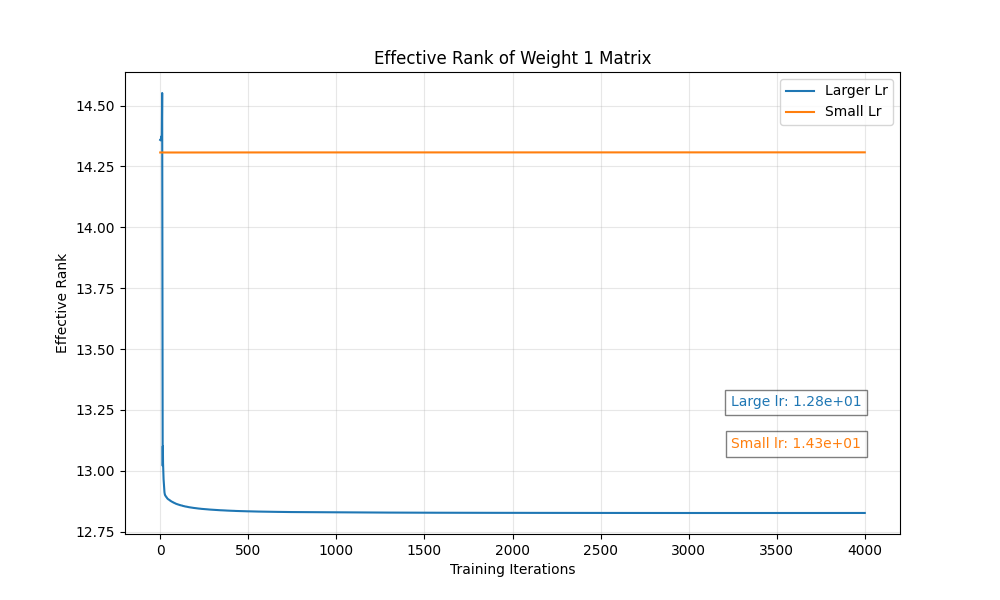 Effective Rank of Weight 1 Matrix
Larger Lr
Small Lr
14.50
14.25
14.00
13.75
13.50
13.25
13.00
12.75
Effective Rank
Large lr: 1.28e+01
Small lr: 1.43e+01
0 500 1000 1500 2000 2500 3000 3500 4000
Training Iterations